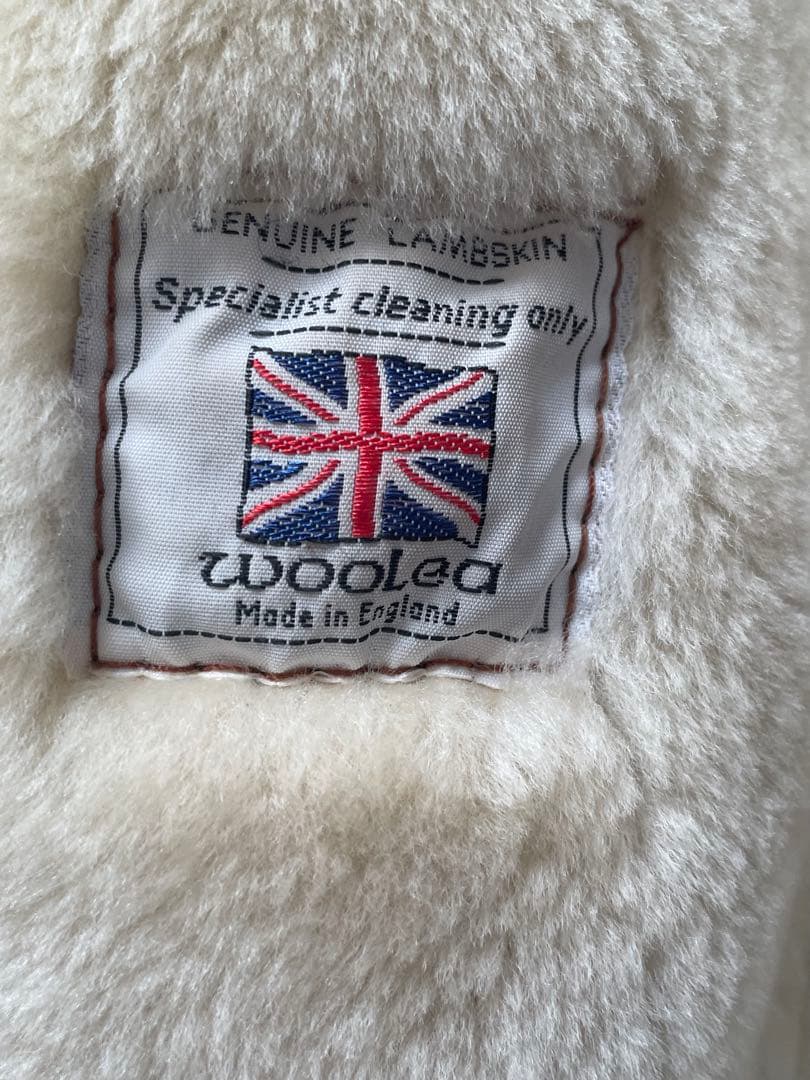 GENUINE LAMBSKIN
Specialist cleaning only
woolea
Made in England